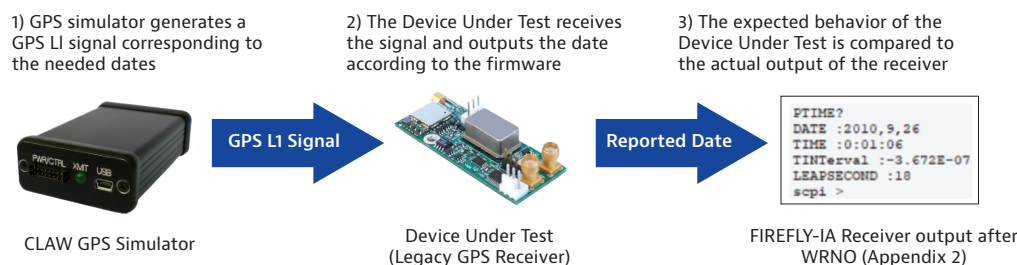 1) GPS simulator generates a
GPS Ll signal corresponding to
the needed dates
2) The Device Under Test receives
the signal and outputs the date
according to the firmware
3) The expected behavior of the
Device Under Test is compared to
the actual output of the receiver
PWR/CTRL XMIT USB
GPS L1 Signal
Reported Date
PTIME?
DATE :2010,9,26
TIME :0:01:06
TINTerval :-3.672E-07
LEAPSECOND :18
scpi >
CLAW GPS Simulator
Device Under Test
(Legacy GPS Receiver)
FIREFLY-IA Receiver output after
WRNO (Appendix 2)